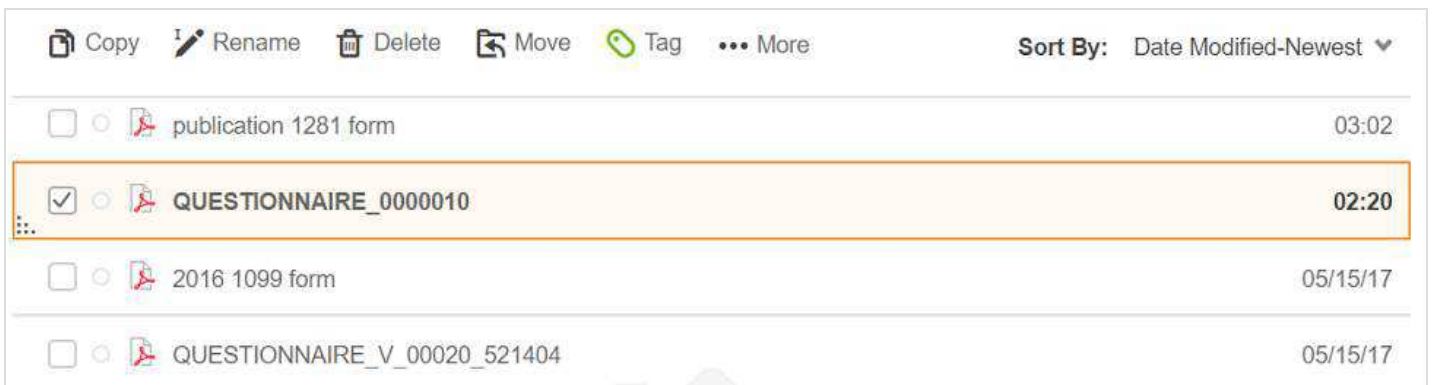 Copy Rename Delete Move Tag ••• More Sort By: Date Modified-Newest
publication 1281 form 03:02
QUESTIONNAIRE_0000010 02:20
2016 1099 form 05/15/17
QUESTIONNAIRE_V_00020_521404 05/15/17